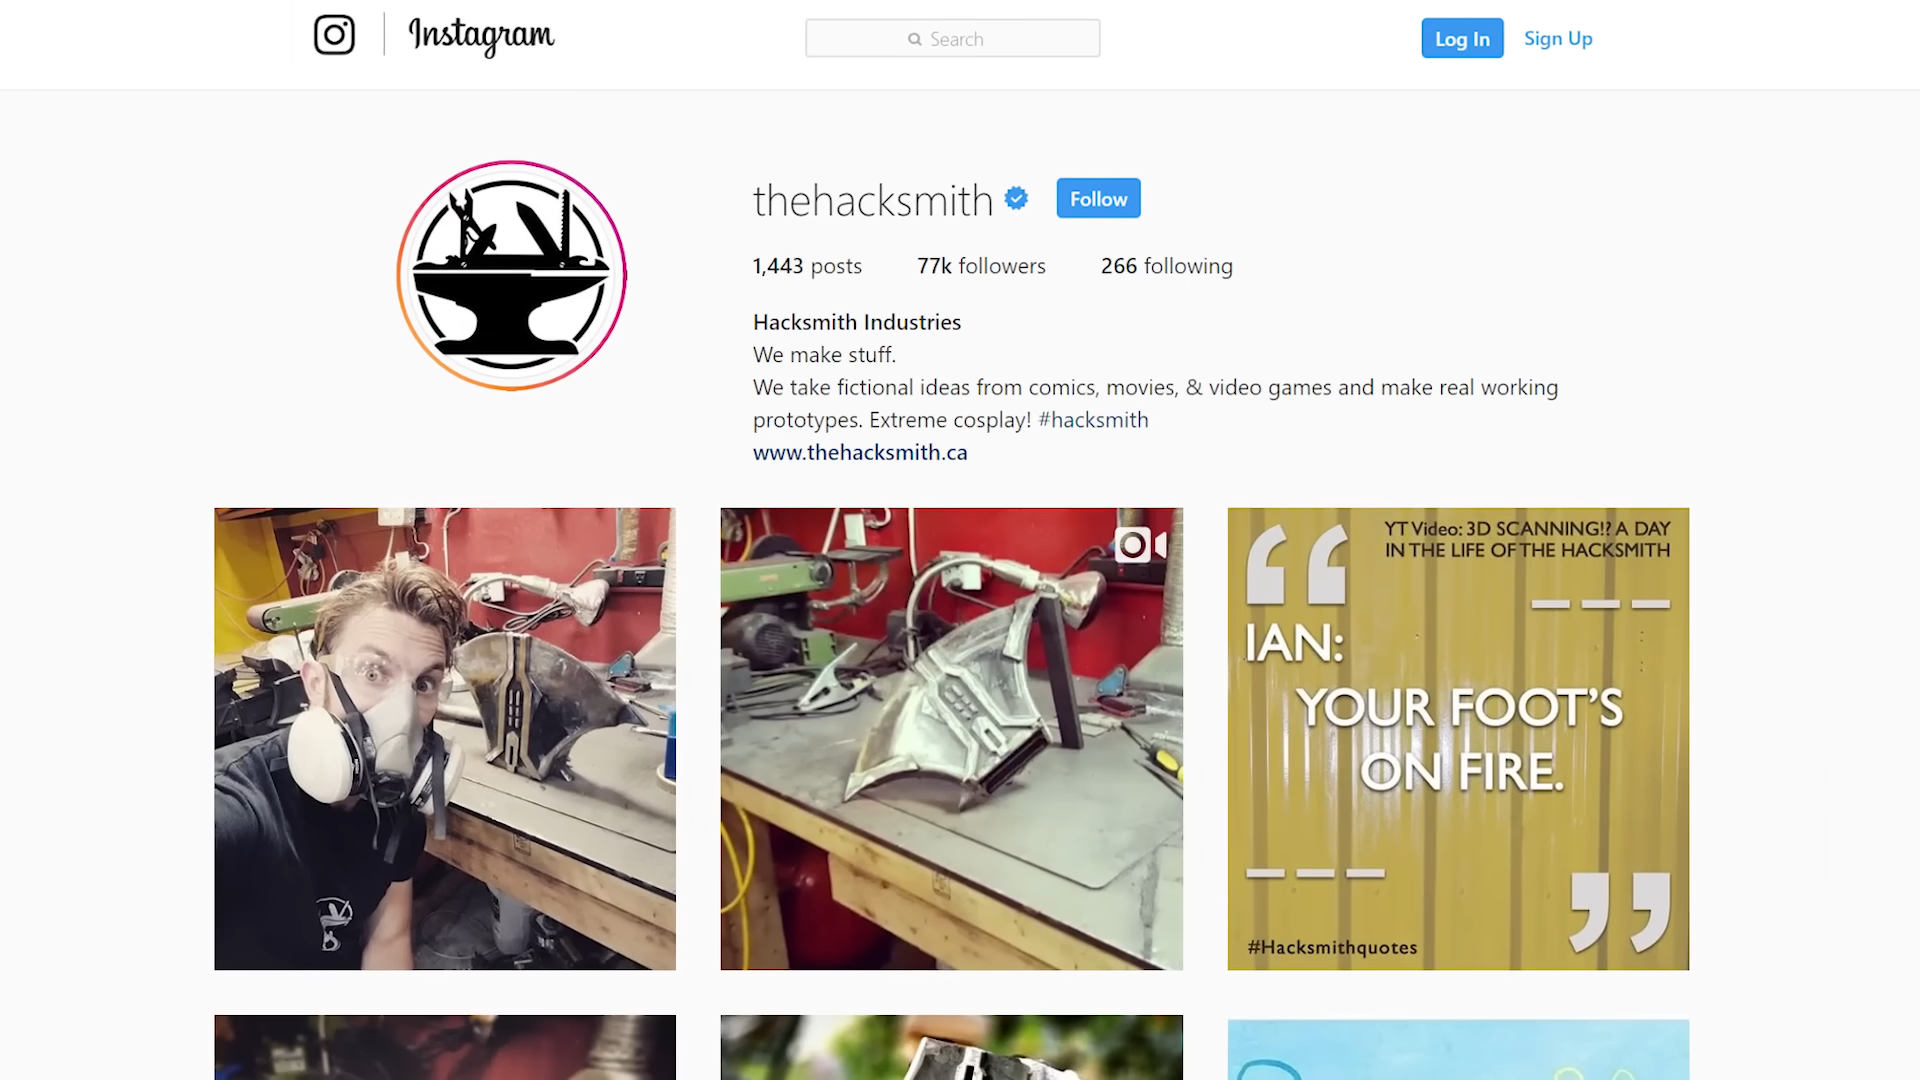 Instagram
Search
Log In
Sign Up
thehacksmith
Follow
1,443 posts
77k followers
266 following
Hacksmith Industries
We make stuff.
We take fictional ideas from comics, movies, & video games and make real working
prototypes. Extreme cosplay! #hacksmith
www.thehacksmith.ca
YT Video: 3D SCANNING!? A DAY
IN THE LIFE OF THE HACKSMITH
IAN:
YOUR FOOT'S
ON FIRE.
#Hacksmithquotes